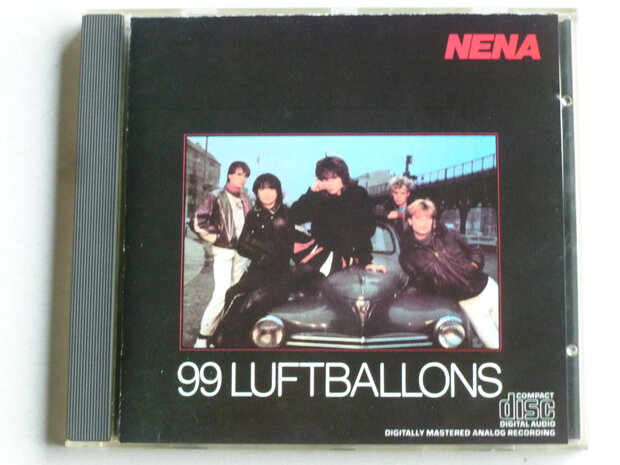 NENA
99 LUFTBALLONS
COMPACT
disc
DIGITAL AUDIO
DIGITALLY MASTERED ANALOG RECORDING